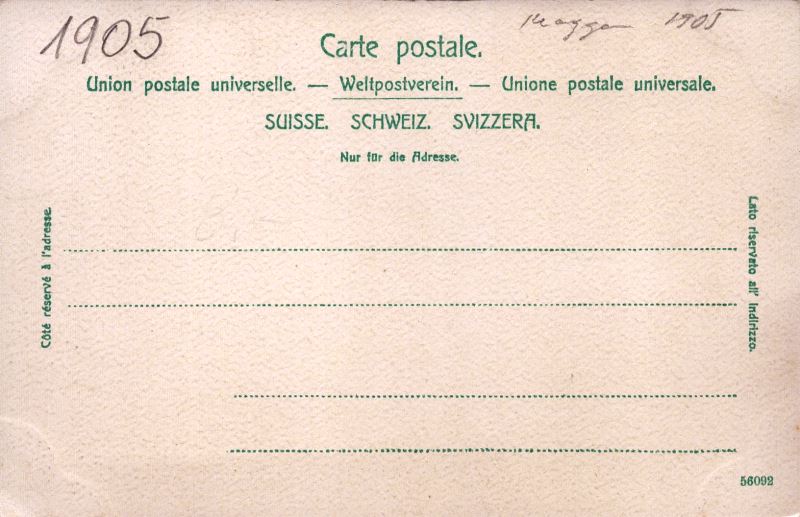 1905
1905
Carte postale.
Union postale universelle. — Weltpostverein. — Unione postale universale.
SUISSE. SCHWEIZ. SVIZZERA.
Nur für die Adresse.
Côté réservé à l'adresse.
Lato riservato all' indirizzo.
56092